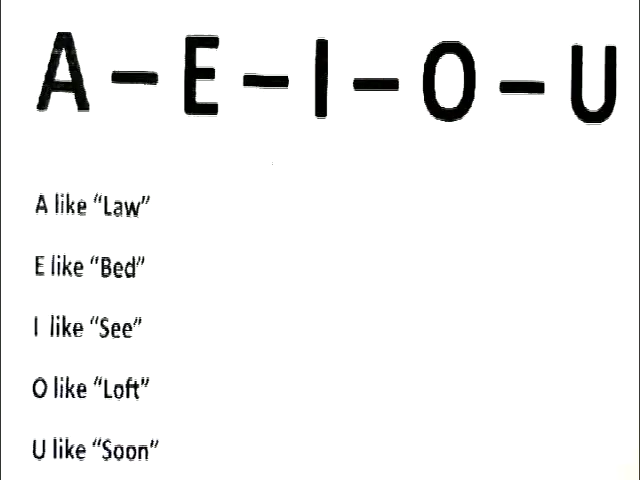 A – E – I – O – U
A like “Law”
E like “Bed”
I like “See”
O like “Loft”
U like “Soon”